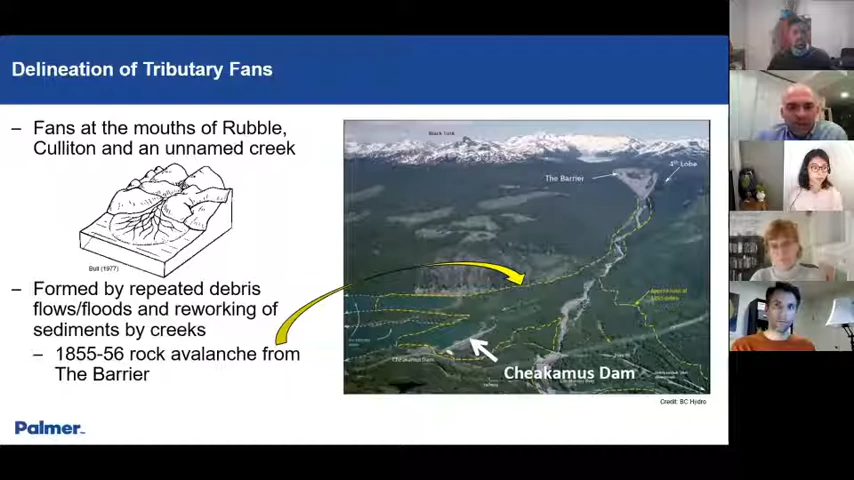 Delineation of Tributary Fans
– Fans at the mouths of Rubble,
Culliton and an unnamed creek
Bull (1977)
– Formed by repeated debris
flows/floods and reworking of
sediments by creeks
– 1855-56 rock avalanche from
The Barrier
Palmer
Black Tusk
The Barrier
4th Lobe
Cheakamus Dam
Cheakamus Dam
Credit: BC Hydro